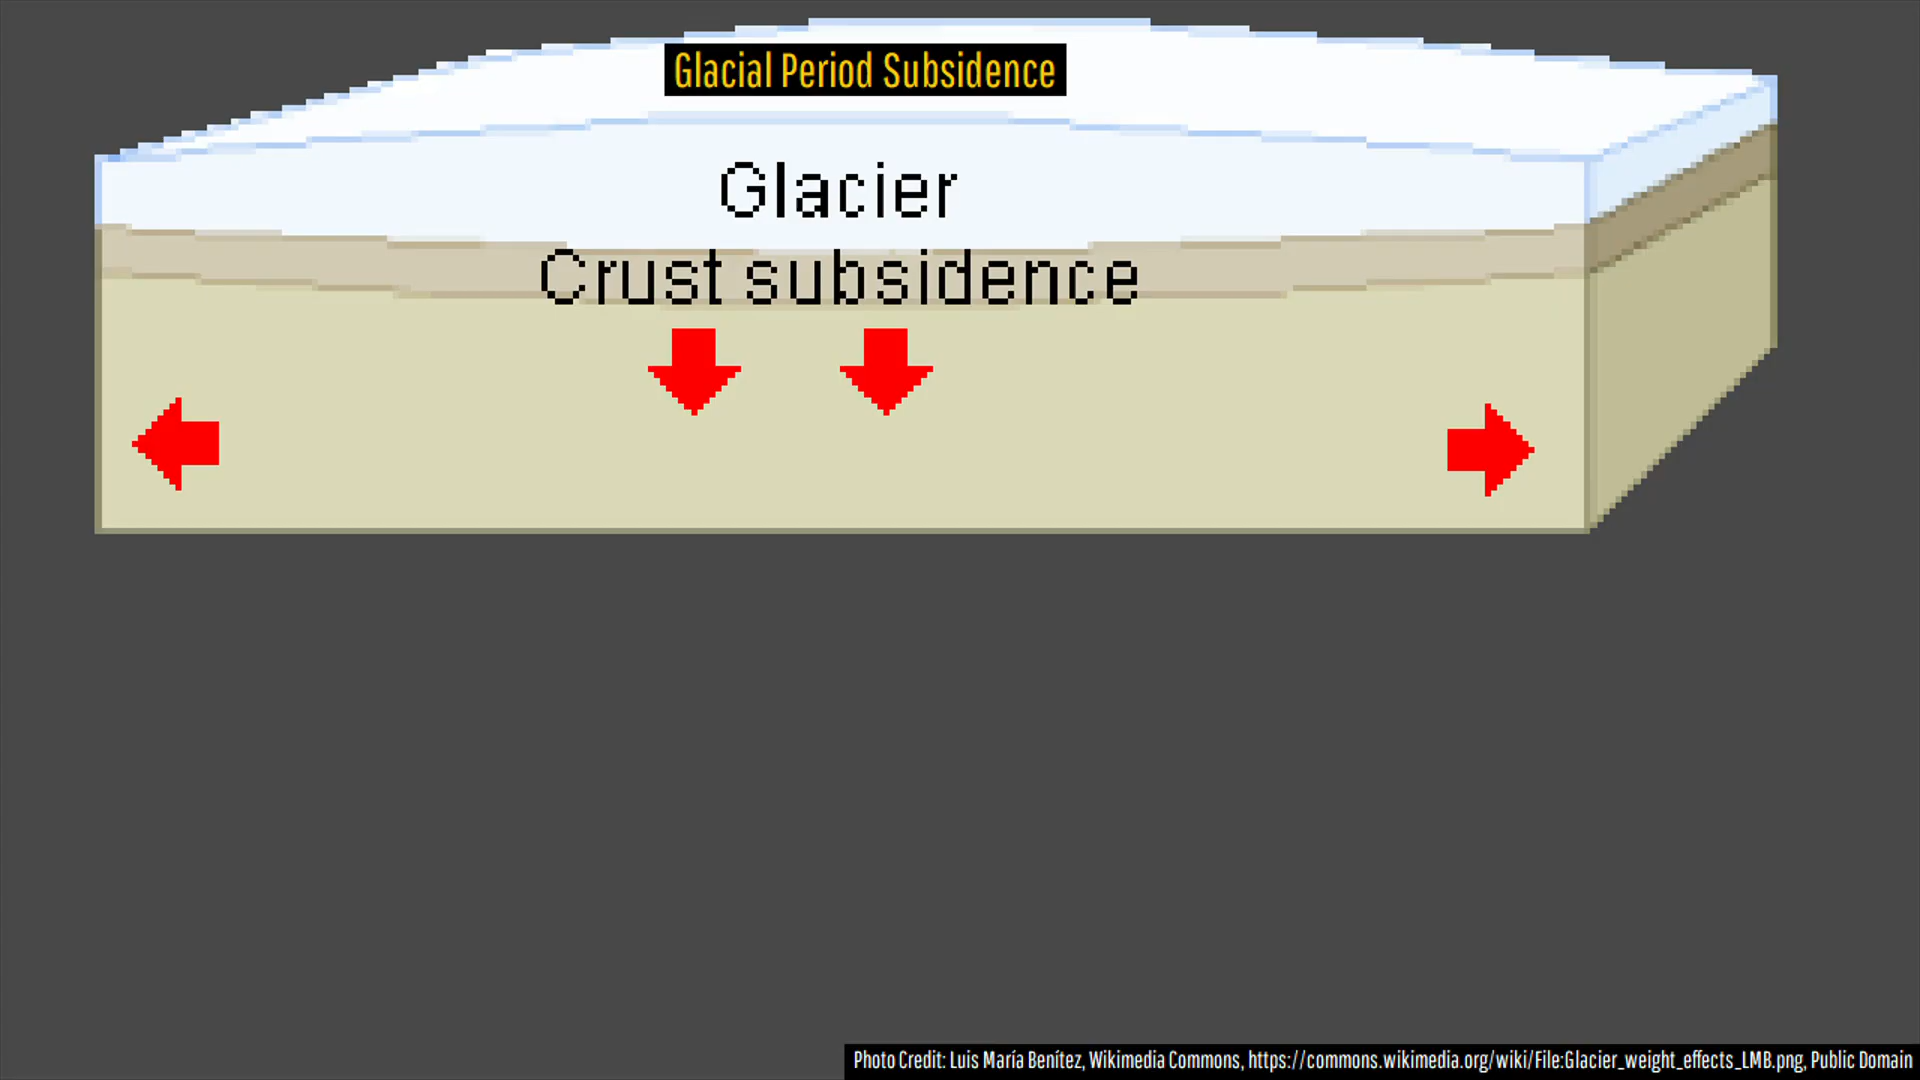 Glacial Period Subsidence
Glacier
Crust subsidence
Photo Credit: Luis María Benítez, Wikimedia Commons, https://commons.wikimedia.org/wiki/File:Glacier_weight_effects_LMB.png, Public Domain